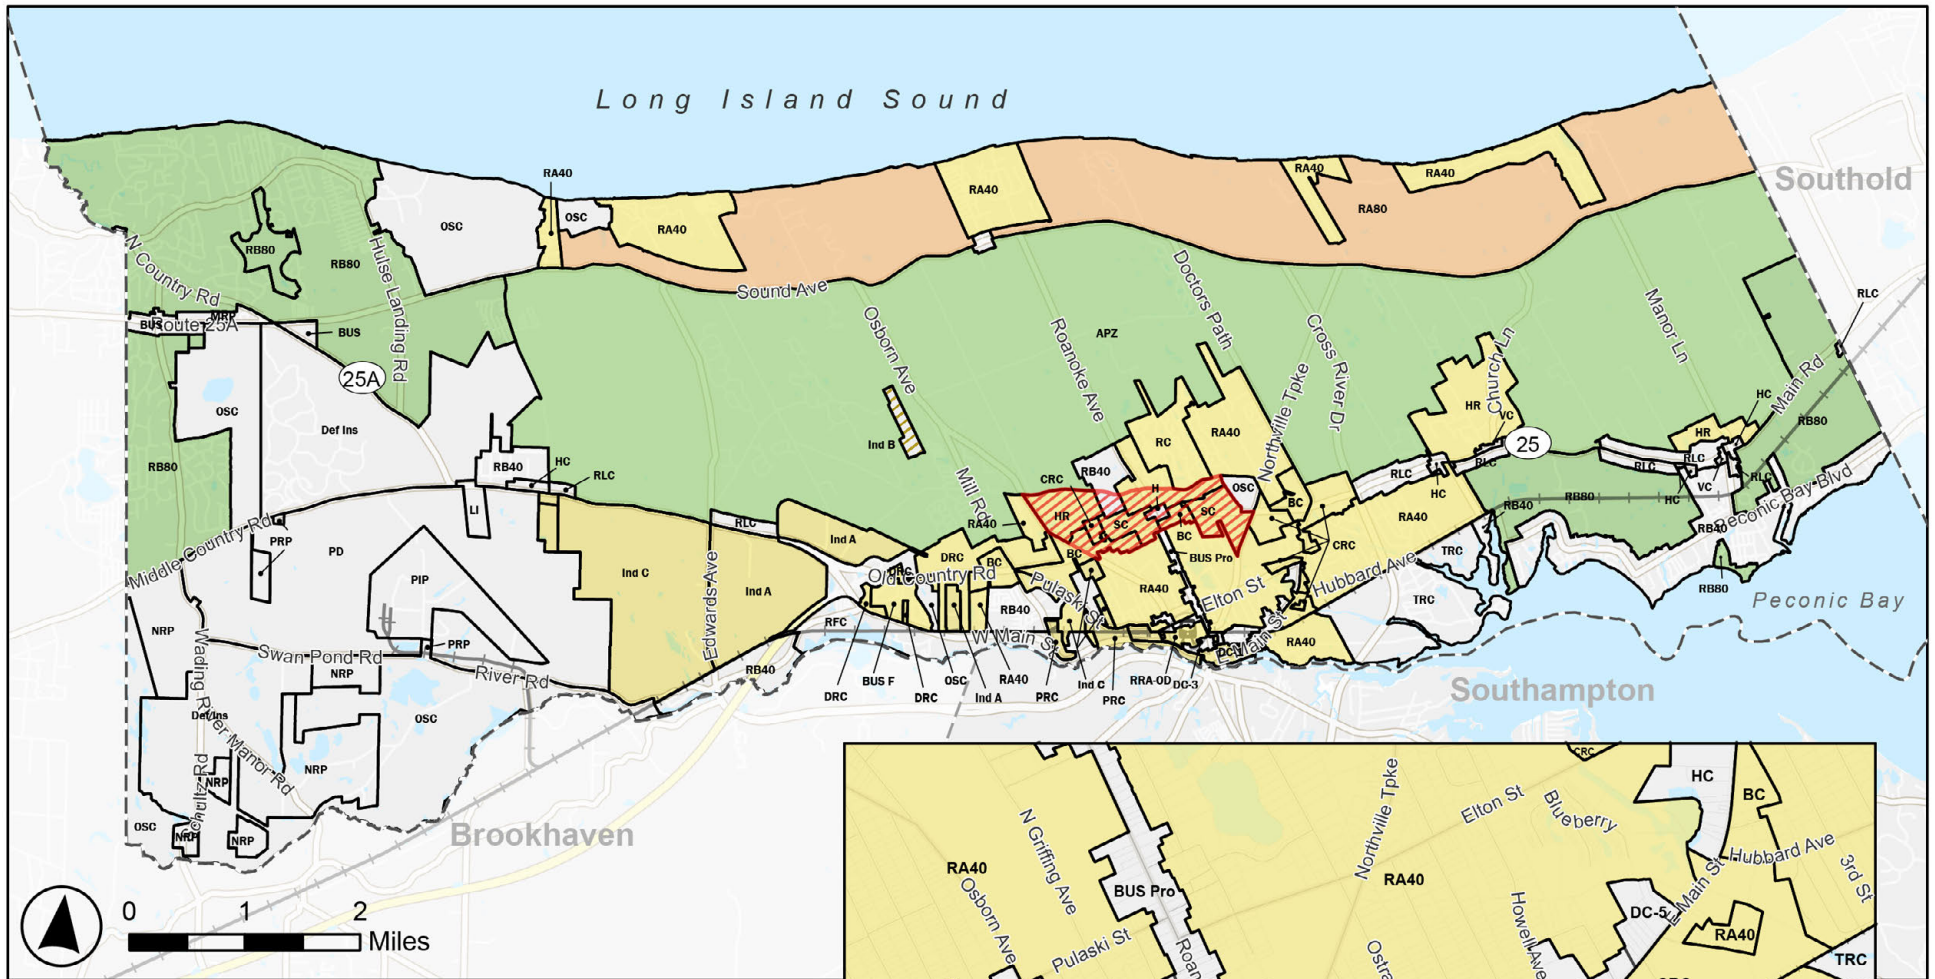 Long Island Sound
Southold
RA40
OSC
OSC
RA40
RA40
RA40
RA40
RA80
RB80
RB80
N Country Rd
Hulse Landing Rd
Sound Ave
Doctors Path
Manor Ln
RLC
BUS
MRP
Route 25A
BUS
Osborn Ave
Roanoke Ave
APZ
Cross River Dr
Northville Tpke
Church Ln
Main Rd
25A
OSC
Def Ins
Ind B
RC
RA40
HR
VC
HC
25
HR
RB80
RB80
RB40
HC
RLC
Mill Rd
CRC
RB40
H
OSC
RLC
RLC
HC
RLC
RLC
RLC
HC
VC
LI
RA40
HR
SC
SC
BC
BC
RA40
RB40
RB80
RB40
Peconic Bay Blvd
Middle Country Rd
PRP
PD
RLC
Ind A
DRC
BC
BC
BUS Pro
CRC
TRC
PIP
Ind C
Ind A
Edwards Ave
DRC
Old Country Rd
Pulaski St
RA40
Elton St
Hubbard Ave
TRC
RB80
Peconic Bay
NRP
Wading River Manor Rd
Swan Pond Rd
PRP
RFC
RB40
W Main St
E Main St
DC
RA40
NRP
River Rd
RB40
DRC
BUS F
DRC
OSC
Ind A
RA40
PRC
Ind C
PRC
RRA-OD
DC-3
Southampton
Def Ins
OSC
NRP
NRP
Schultz Rd
OSC
NRP
NRP
Brookhaven
0 1 2
Miles
CRC
HC
BC
N Griffing Ave
Northville Tpke
Elton St
Blueberry
Hubbard Ave
RA40
BUS Pro
RA40
3rd St
Osborn Ave
Howell Ave
DC-5
E Main St
RA40
Pulaski St
Roan
Ostra
TRC